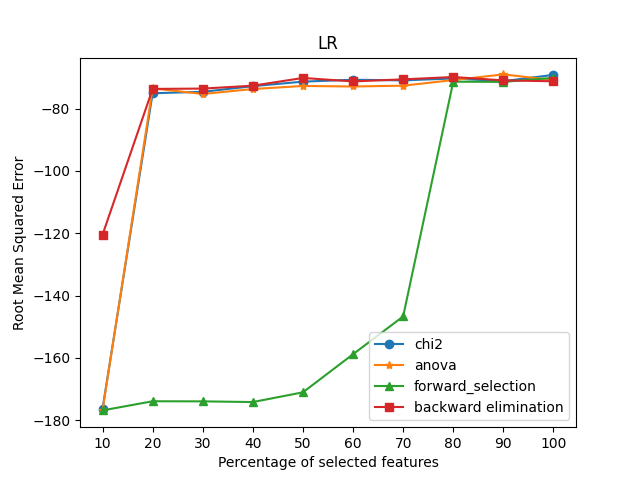 LR
Root Mean Squared Error
−80
−100
−120
−140
−160
−180
10 20 30 40 50 60 70 80 90 100
Percentage of selected features
chi2
anova
forward_selection
backward elimination